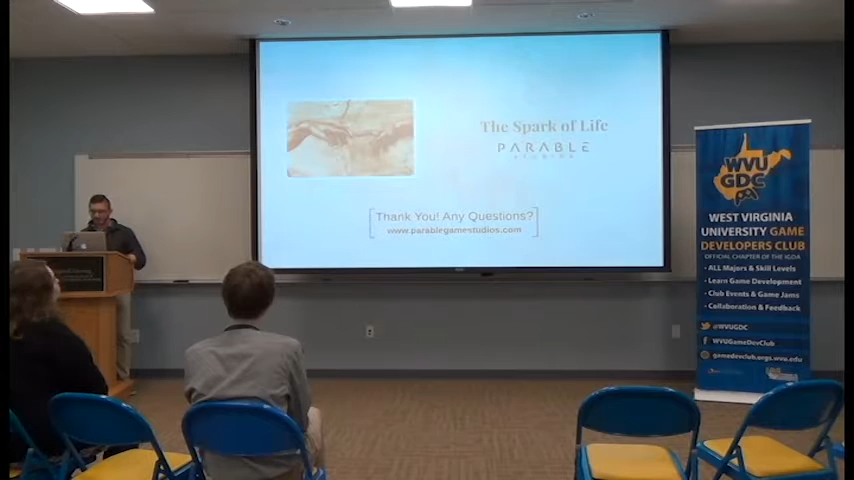 The Spark of Life
PARABLE
STUDIOS
Thank You! Any Questions?
www.parablegamestudios.com
WVU
GDC
WEST VIRGINIA
UNIVERSITY GAME
DEVELOPERS CLUB
OFFICIAL CHAPTER OF THE IGDA
• ALL Majors & Skill Levels
• Learn Game Development
• Club Events & Game Jams
• Collaboration & Feedback
@WVUGDC
WVUGameDevClub
gamedevclub.orgs.wvu.edu